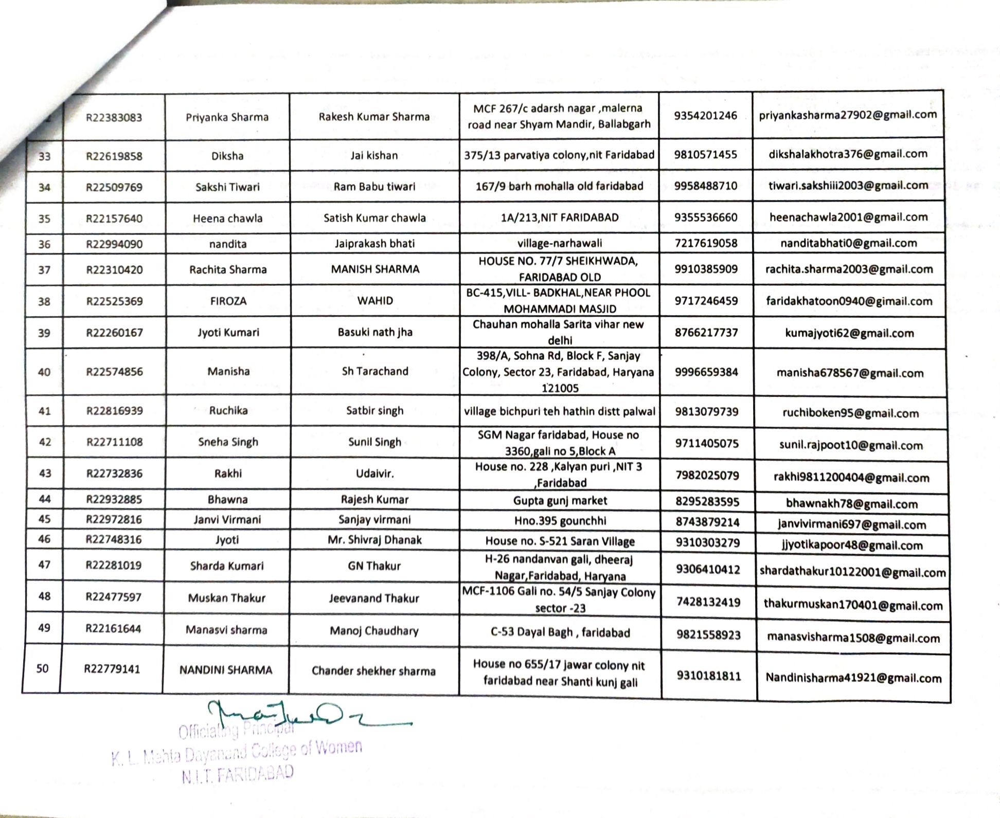 R22383083 Priyanka Sharma Rakesh Kumar Sharma MCF 267/c adarsh nagar ,malerna road near Shyam Mandir, Ballabgarh 9354201246 priyankasharma27902@gmail.com
33 R22619858 Diksha Jai kishan 375/13 parvatiya colony,nit Faridabad 9810571455 dikshalakhotra376@gmail.com
34 R22509769 Sakshi Tiwari Ram Babu tiwari 167/9 barh mohalla old faridabad 9958488710 tiwari.sakshiii2003@gmail.com
35 R22157640 Heena chawla Satish Kumar chawla 1A/213,NIT FARIDABAD 9355536660 heenachawla2001@gmail.com
36 R22994090 nandita Jaiprakash bhati village-narhawali 7217619058 nanditabhati0@gmail.com
37 R22310420 Rachita Sharma MANISH SHARMA HOUSE NO. 77/7 SHEIKHWADA, FARIDABAD OLD 9910385909 rachita.sharma2003@gmail.com
38 R22525369 FIROZA WAHID BC-415,VILL- BADKHAL,NEAR PHOOL MOHAMMADI MASJID 9717246459 faridakhatoon0940@gimail.com
39 R22260167 Jyoti Kumari Basuki nath jha Chauhan mohalla Sarita vihar new delhi 8766217737 kumajyoti62@gmail.com
40 R22574856 Manisha Sh Tarachand 398/A, Sohna Rd, Block F, Sanjay Colony, Sector 23, Faridabad, Haryana 121005 9996659384 manisha678567@gmail.com
41 R22816939 Ruchika Satbir singh village bichpuri teh hathin distt palwal 9813079739 ruchiboken95@gmail.com
42 R22711108 Sneha Singh Sunil Singh SGM Nagar faridabad, House no 3360,gali no 5,Block A 9711405075 sunil.rajpoot10@gmail.com
43 R22732836 Rakhi Udaivir. House no. 228 ,Kalyan puri ,NIT 3 ,Faridabad 7982025079 rakhi9811200404@gmail.com
44 R22932885 Bhawna Rajesh Kumar Gupta gunj market 8295283595 bhawnakh78@gmail.com
45 R22972816 Janvi Virmani Sanjay virmani Hno.395 gounchhi 8743879214 janvivirmani697@gmail.com
46 R22748316 Jyoti Mr. Shivraj Dhanak House no. S-521 Saran Village 9310303279 jjyotikapoor48@gmail.com
47 R22281019 Sharda Kumari GN Thakur H-26 nandanvan gali, dheeraj Nagar,Faridabad, Haryana 9306410412 shardathakur10122001@gmail.com
48 R22477597 Muskan Thakur Jeevanand Thakur MCF-1106 Gali no. 54/5 Sanjay Colony sector -23 7428132419 thakurmuskan170401@gmail.com
49 R22161644 Manasvi sharma Manoj Chaudhary C-53 Dayal Bagh , faridabad 9821558923 manasvisharma1508@gmail.com
50 R22779141 NANDINI SHARMA Chander shekher sharma House no 655/17 jawar colony nit faridabad near Shanti kunj gali 9310181811 Nandinisharma41921@gmail.com
Officiating Principal
K. L. Mehta Dayanand College of Women
N.I.T. FARIDABAD